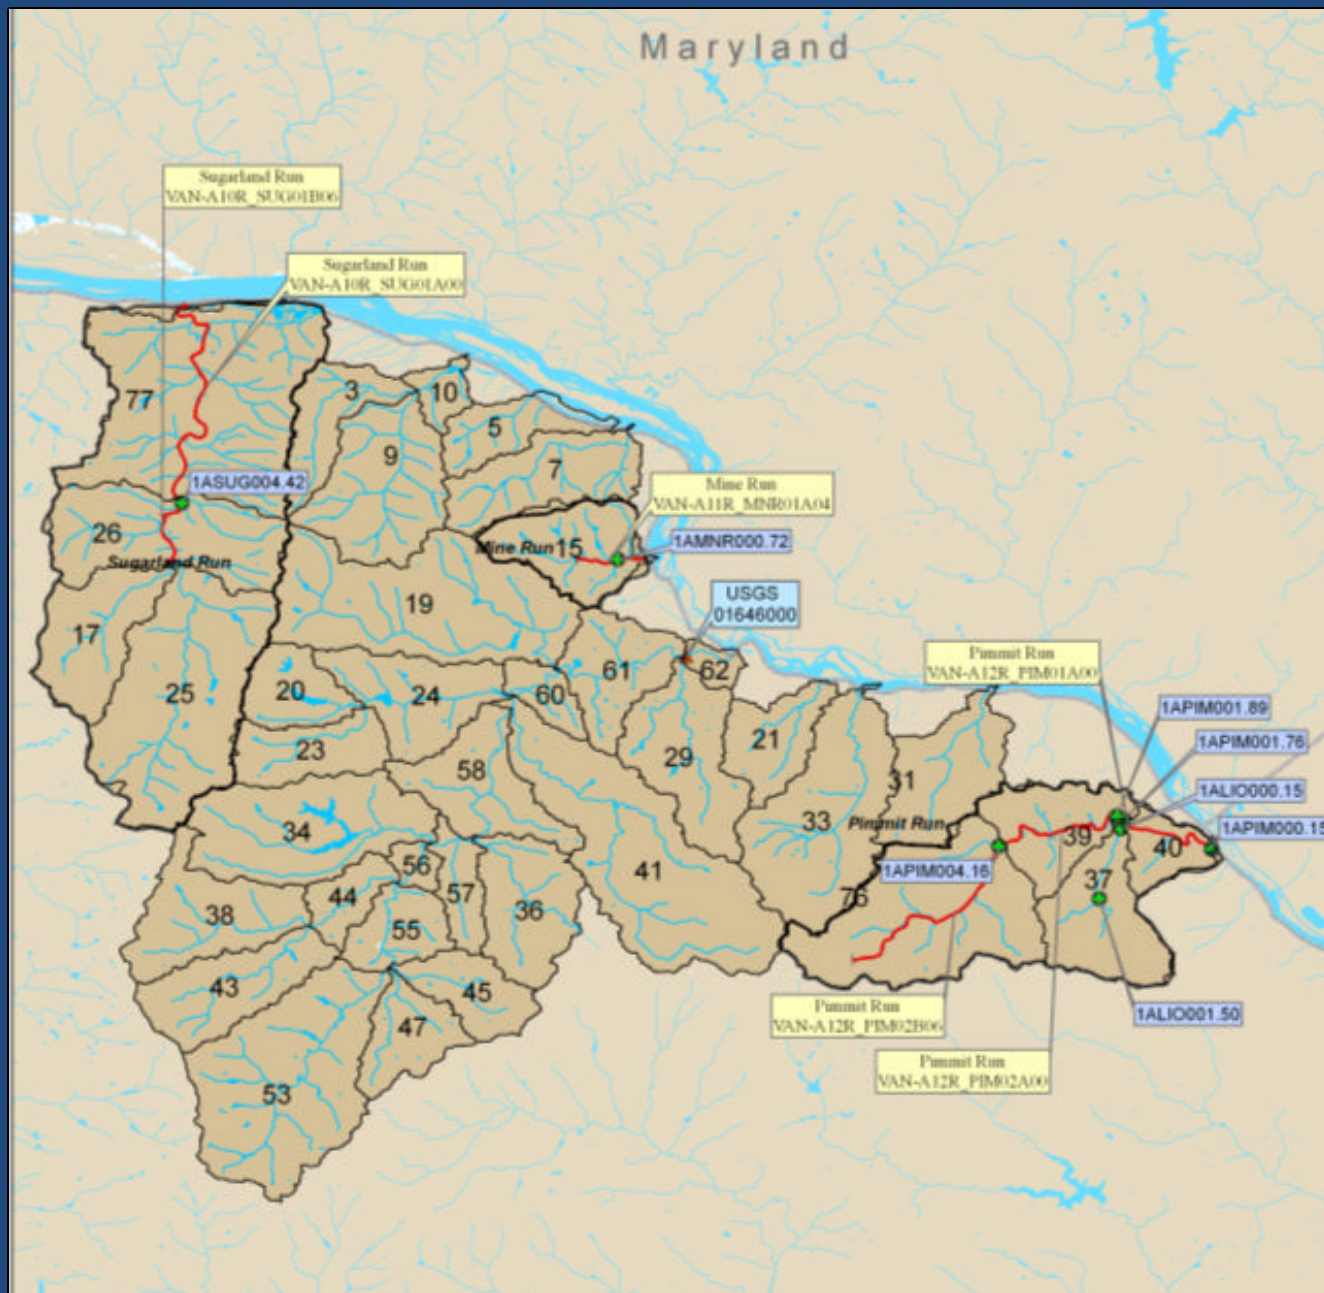 Maryland
Sugarland Run
VAN-A10R_SUG01B06
Sugarland Run
VAN-A10R_SUG01A00
77
3
10
5
9
7
1ASUG004.42
Mine Run
VAN-A11R_MNR01A04
26
Sugarland Run
Mine Run
15
1AMNR000.72
USGS
01646000
19
17
25
20
24
60
61
62
Pimmit Run
VAN-A12R_PIM01A00
1APIM001.89
1APIM001.76
1ALIO000.15
1APIM000.15
23
58
29
21
31
33
Pimmit Run
39
40
34
56
57
41
1APIM004.16
37
76
38
44
55
36
43
45
47
53
Pimmit Run
VAN-A12R_PIM02B06
1ALIO001.50
Pimmit Run
VAN-A12R_PIM02A00